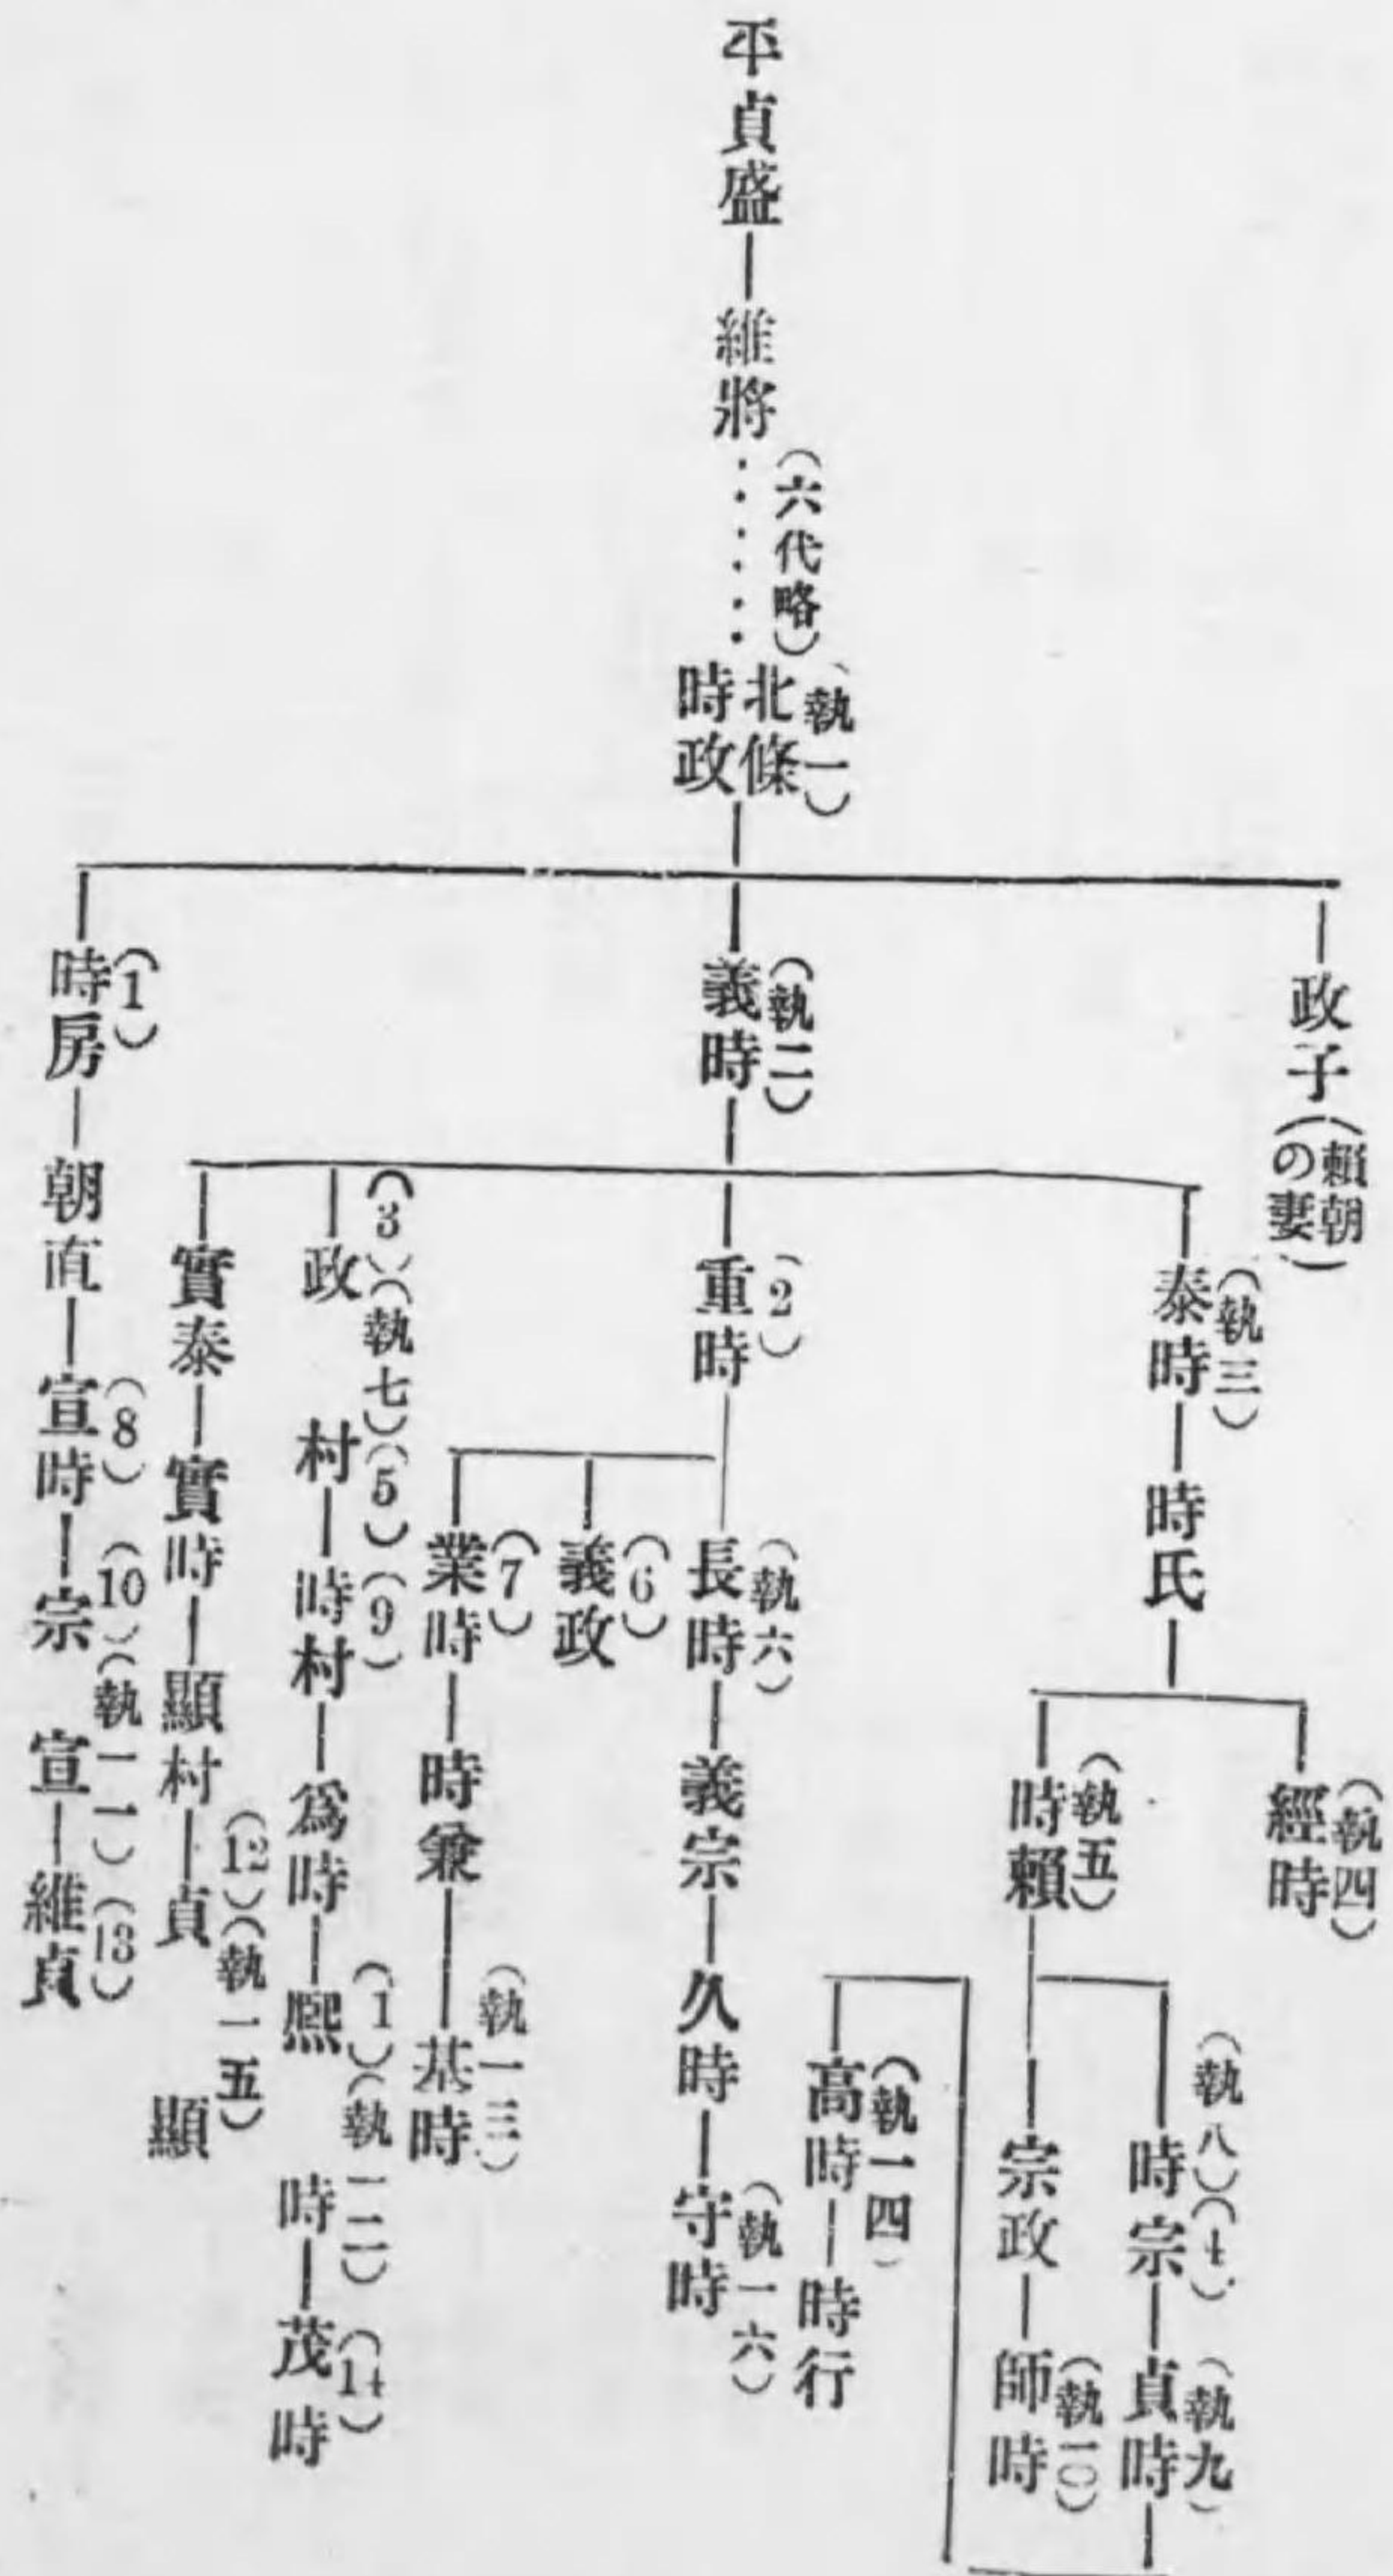 平貞盛―維將……(六代略)
(執一)
北條時政
政子(賴朝の妻)
(執二)
義時
(1)
時房―朝直―宣時―宗宣―維貞
(8)
(10)(執一一)
(13)
(執三)
泰時―時氏
(執四)
經時
(執五)
時賴
(執八)
時宗―貞時
(執九)
宗政―師時
(執一〇)
(執一四)
高時―時行
(2)
重時
(執六)
長時―義宗―久時―守時
(執一六)
(6)
義政
(7)
業時―時兼―基時
(執一三)
(3)(執七)(5)
政村―時村―爲時―熙時―茂時
(9)
(執一二)
(14)
實泰―實時―顯村―貞顯
(12)(執一五)